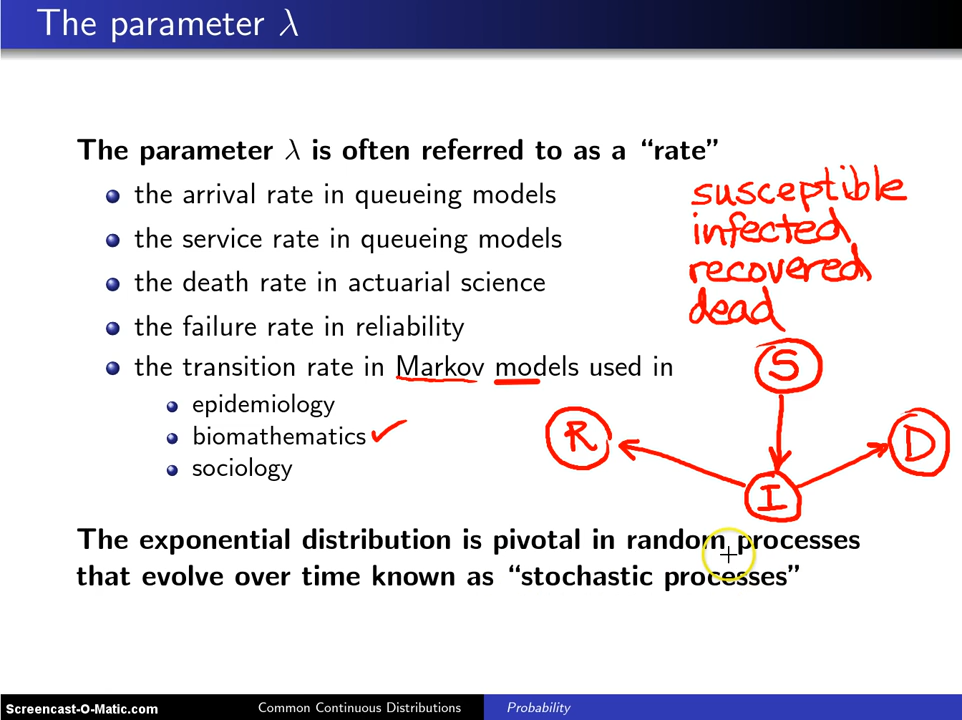 The parameter λ
The parameter λ is often referred to as a “rate”
the arrival rate in queueing models
the service rate in queueing models
the death rate in actuarial science
the failure rate in reliability
the transition rate in Markov models used in
epidemiology
biomathematics
sociology
susceptible
infected
recovered
dead
S
R
D
I
The exponential distribution is pivotal in random processes
that evolve over time known as “stochastic processes”
Screencast-O-Matic.com
Common Continuous Distributions
Probability